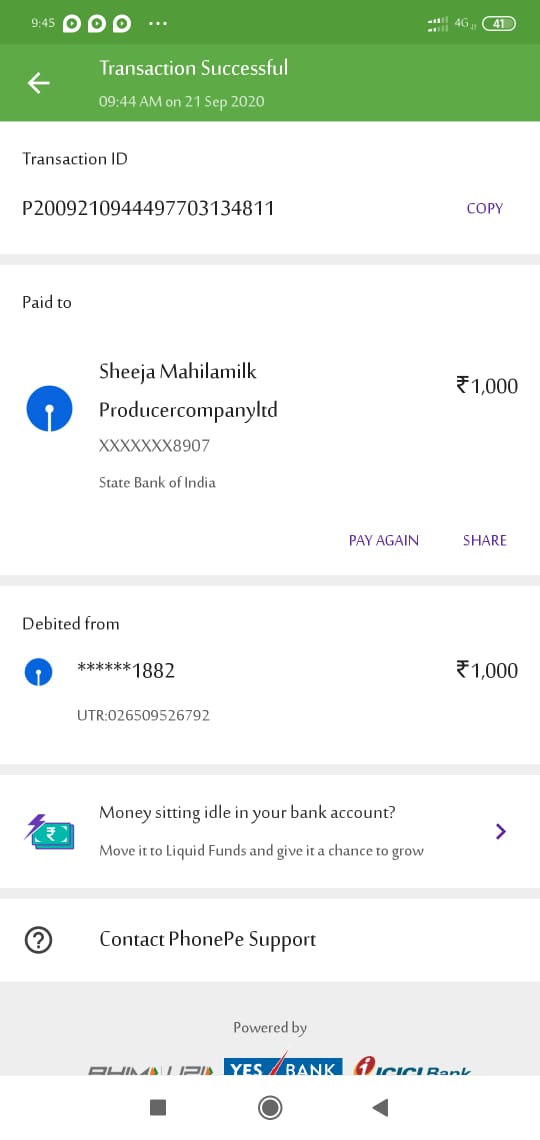 9:45 ... 4G 41
Transaction Successful
09:44 AM on 21 Sep 2020
Transaction ID
P2009210944497703134811 COPY
Paid to
Sheeja Mahilamilk
Producercompanyltd
₹1,000
XXXXXXX8907
State Bank of India
PAY AGAIN SHARE
Debited from
******1882 ₹1,000
UTR:026509526792
Money sitting idle in your bank account?
Move it to Liquid Funds and give it a chance to grow
Contact PhonePe Support
Powered by
BHIM UPI YES BANK ICICI Bank